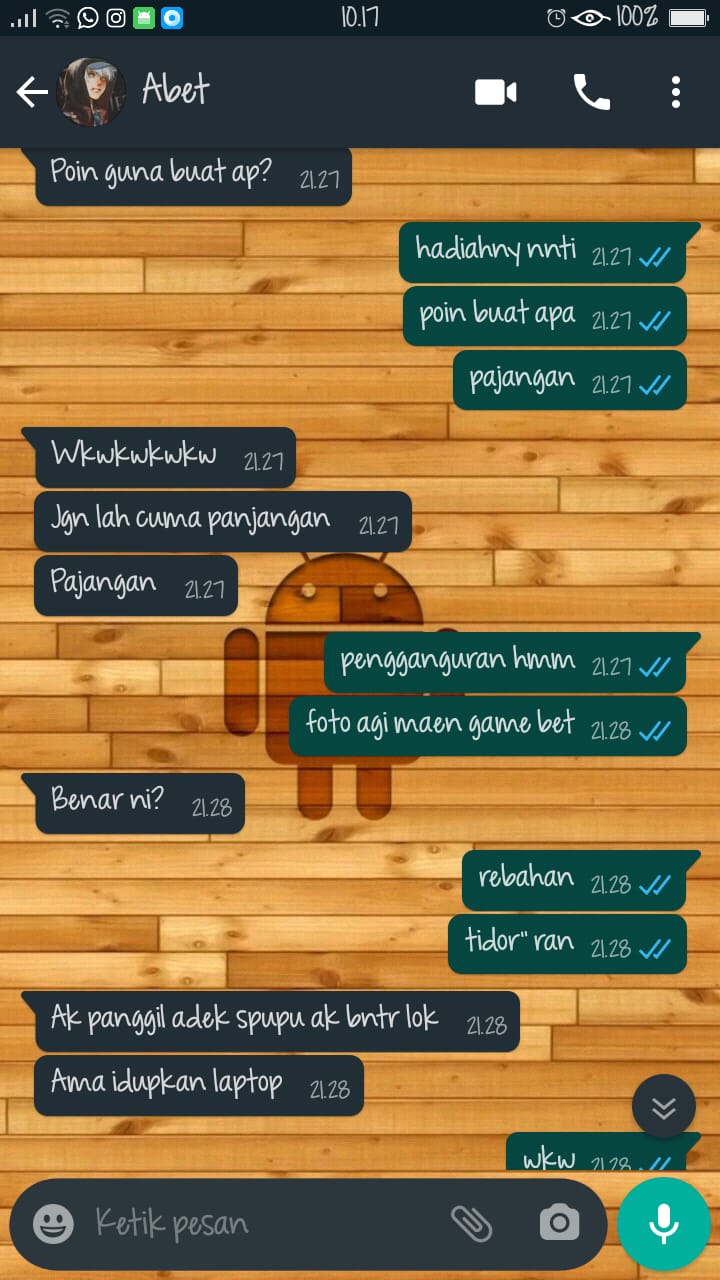 10.17
100%
Abet
Poin guna buat ap? 21.27
hadiahny nnti 21.27
poin buat apa 21.27
pajangan 21.27
Wkwkwkwkw 21.27
Jgn lah cuma panjangan 21.27
Pajangan 21.27
pengganguran hmm 21.27
foto agi maen game bet 21.28
Benar ni? 21.28
rebahan 21.28
tidor" ran 21.28
Ak panggil adek spupu ak bntr lok 21.28
Ama idupkan laptop 21.28
wkw 21.28
Ketik pesan